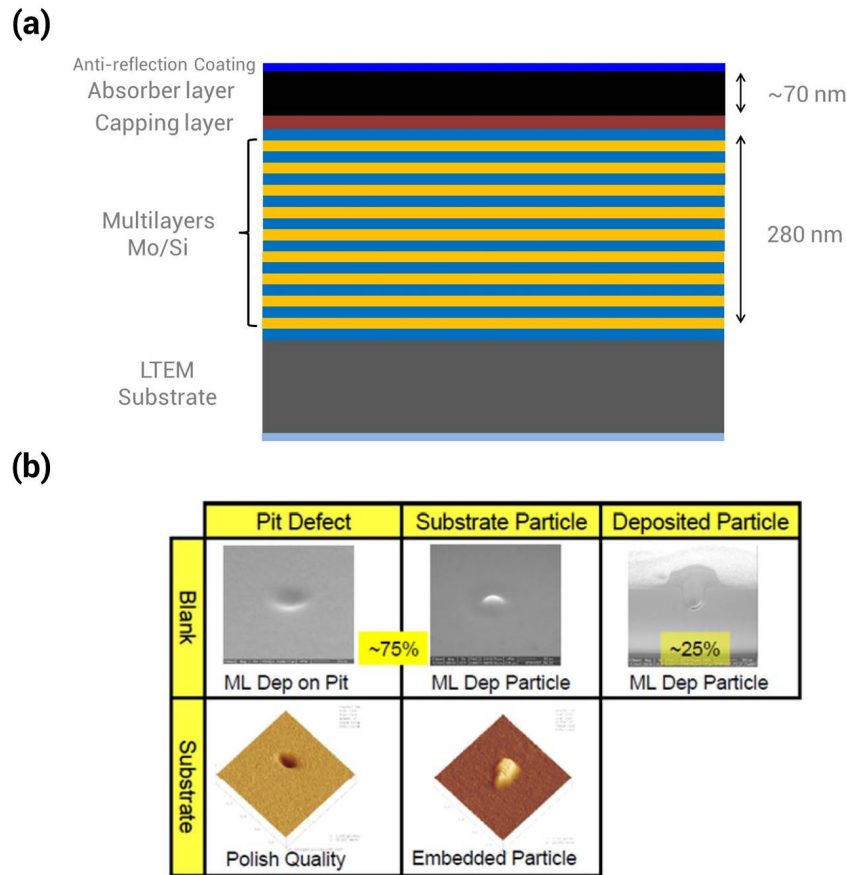 (a)
Anti-reflection Coating
Absorber layer
~70 nm
Capping layer
Multilayers
Mo/Si
280 nm
LTEM
Substrate
(b)
Pit Defect
Substrate Particle
Deposited Particle
Blank
~75%
~25%
ML Dep on Pit
ML Dep Particle
ML Dep Particle
Substrate
Polish Quality
Embedded Particle